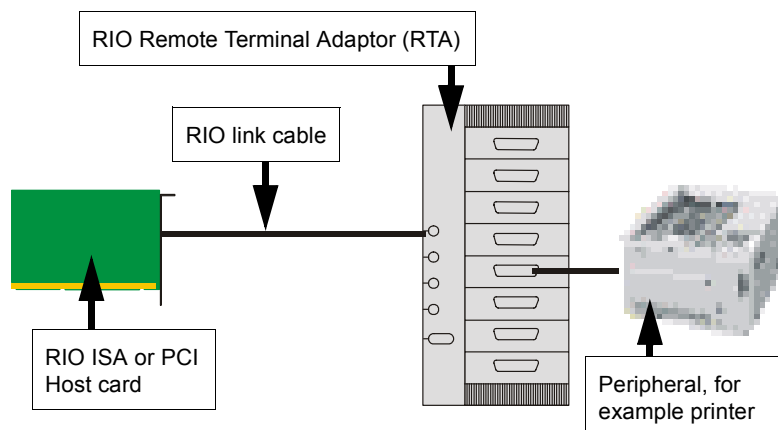 RIO Remote Terminal Adaptor (RTA)
RIO link cable
RIO ISA or PCI
Host card
Peripheral, for
example printer